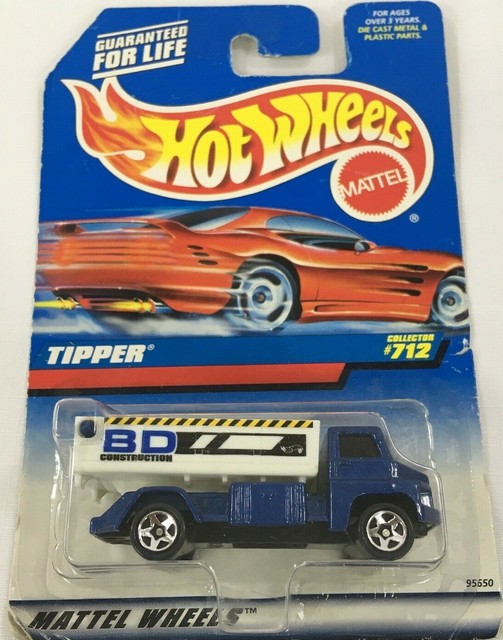 GUARANTEED
FOR LIFE
FOR AGES
OVER 3 YEARS.
DIE CAST METAL &
PLASTIC PARTS.
HOT WHEELS
MATTEL
®
TIPPER®
COLLECTOR
#712
BD
CONSTRUCTION
95650
MATTEL WHEELS™